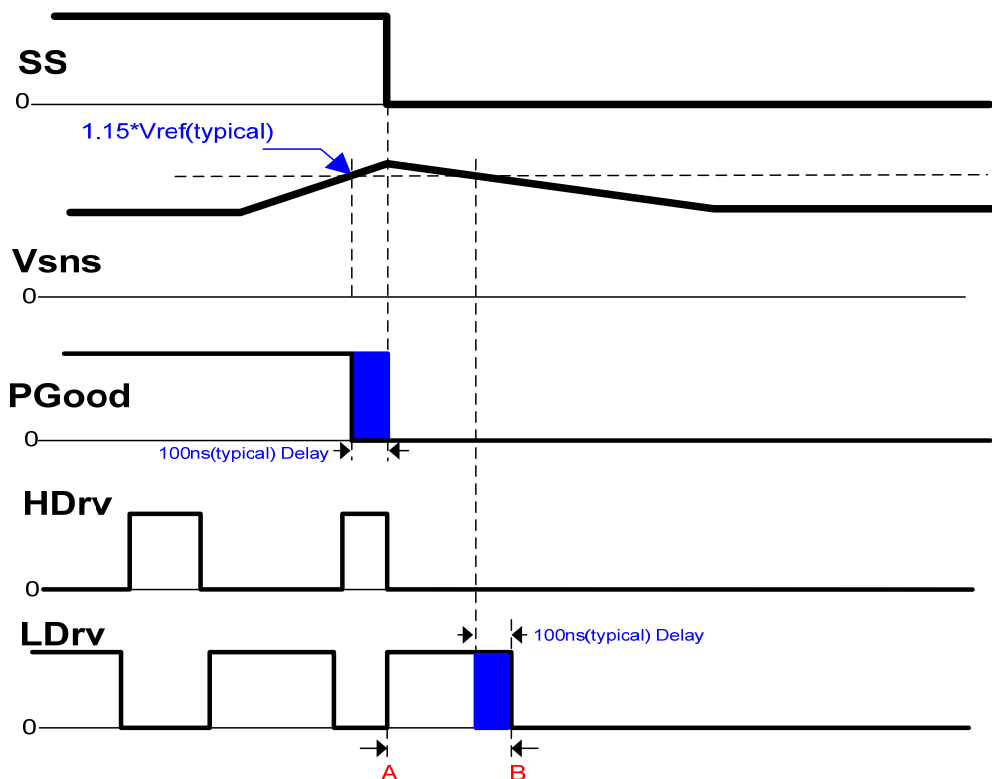 SS
0
1.15*Vref(typical)
Vsns
0
PGood
0
100ns(typical) Delay
HDrv
0
LDrv
100ns(typical) Delay
0
A
B